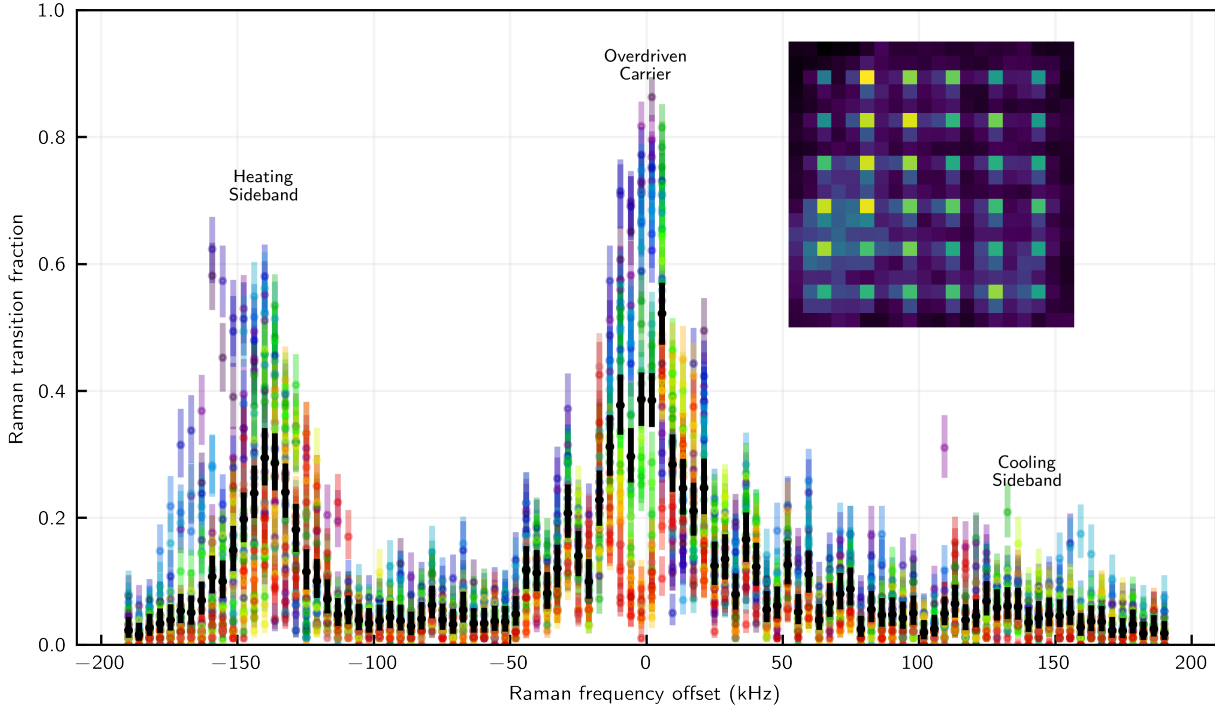 1.0
0.8
0.6
0.4
0.2
0.0
Raman transition fraction
Heating
Sideband
Overdriven
Carrier
Cooling
Sideband
−200 −150 −100 −50 0 50 100 150 200
Raman frequency offset (kHz)